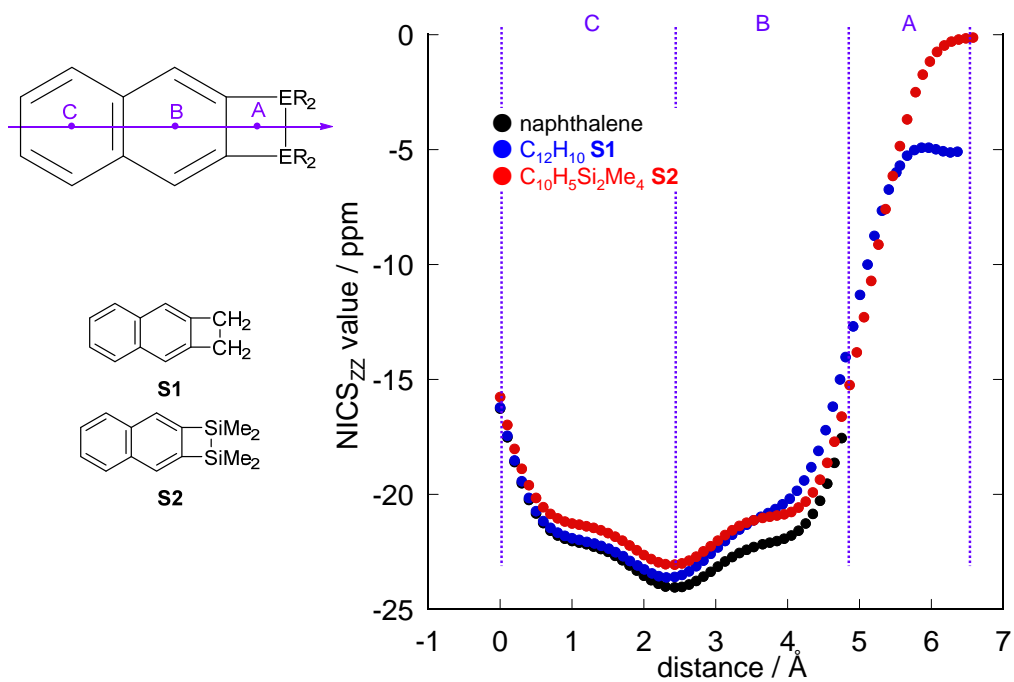 C B A
ER2
ER2
C B A
CH2
CH2
S1
SiMe2
SiMe2
S2
naphthalene
C12H10 S1
C10H5Si2Me4 S2
NICSZZ value / ppm
0
-5
-10
-15
-20
-25
-1 0 1 2 3 4 5 6 7
distance / Å